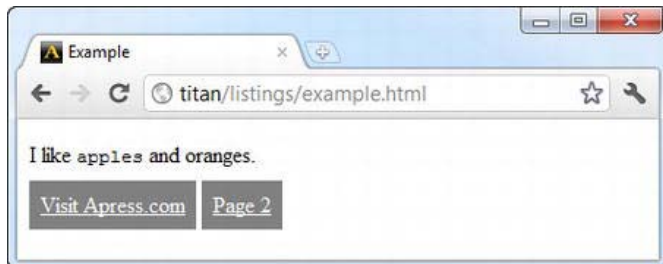 Example
titan/listings/example.html
I like apples and oranges.
Visit Apress.com Page 2